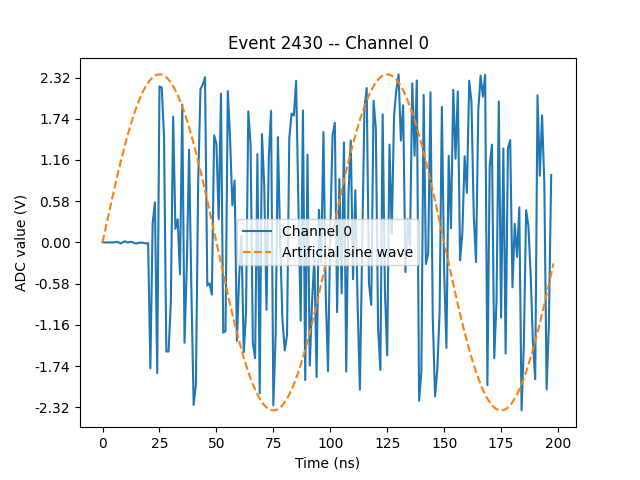 Event 2430 -- Channel 0
ADC value (V)
2.32
1.74
1.16
0.58
0.00
-0.58
-1.16
-1.74
-2.32
Channel 0
Artificial sine wave
0 25 50 75 100 125 150 175 200
Time (ns)